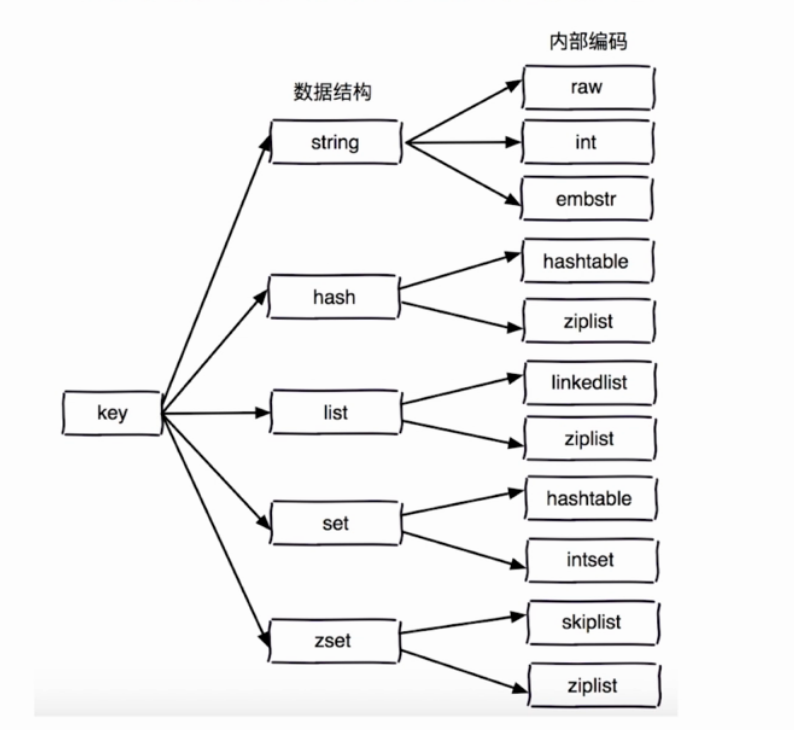 内部编码
数据结构
raw
string
int
embstr
hash
hashtable
ziplist
key
list
linkedlist
ziplist
set
hashtable
intset
zset
skiplist
ziplist